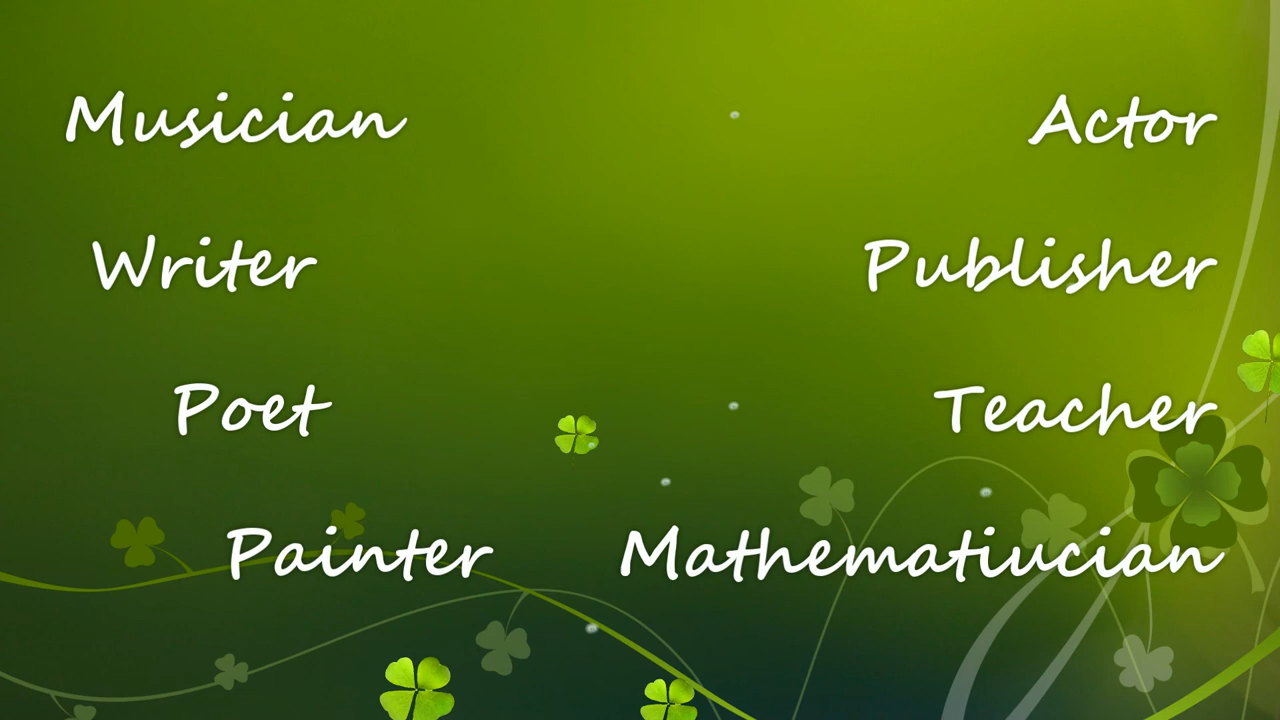 Musician
Actor
Writer
Publisher
Poet
Teacher
Painter
Mathematiucian